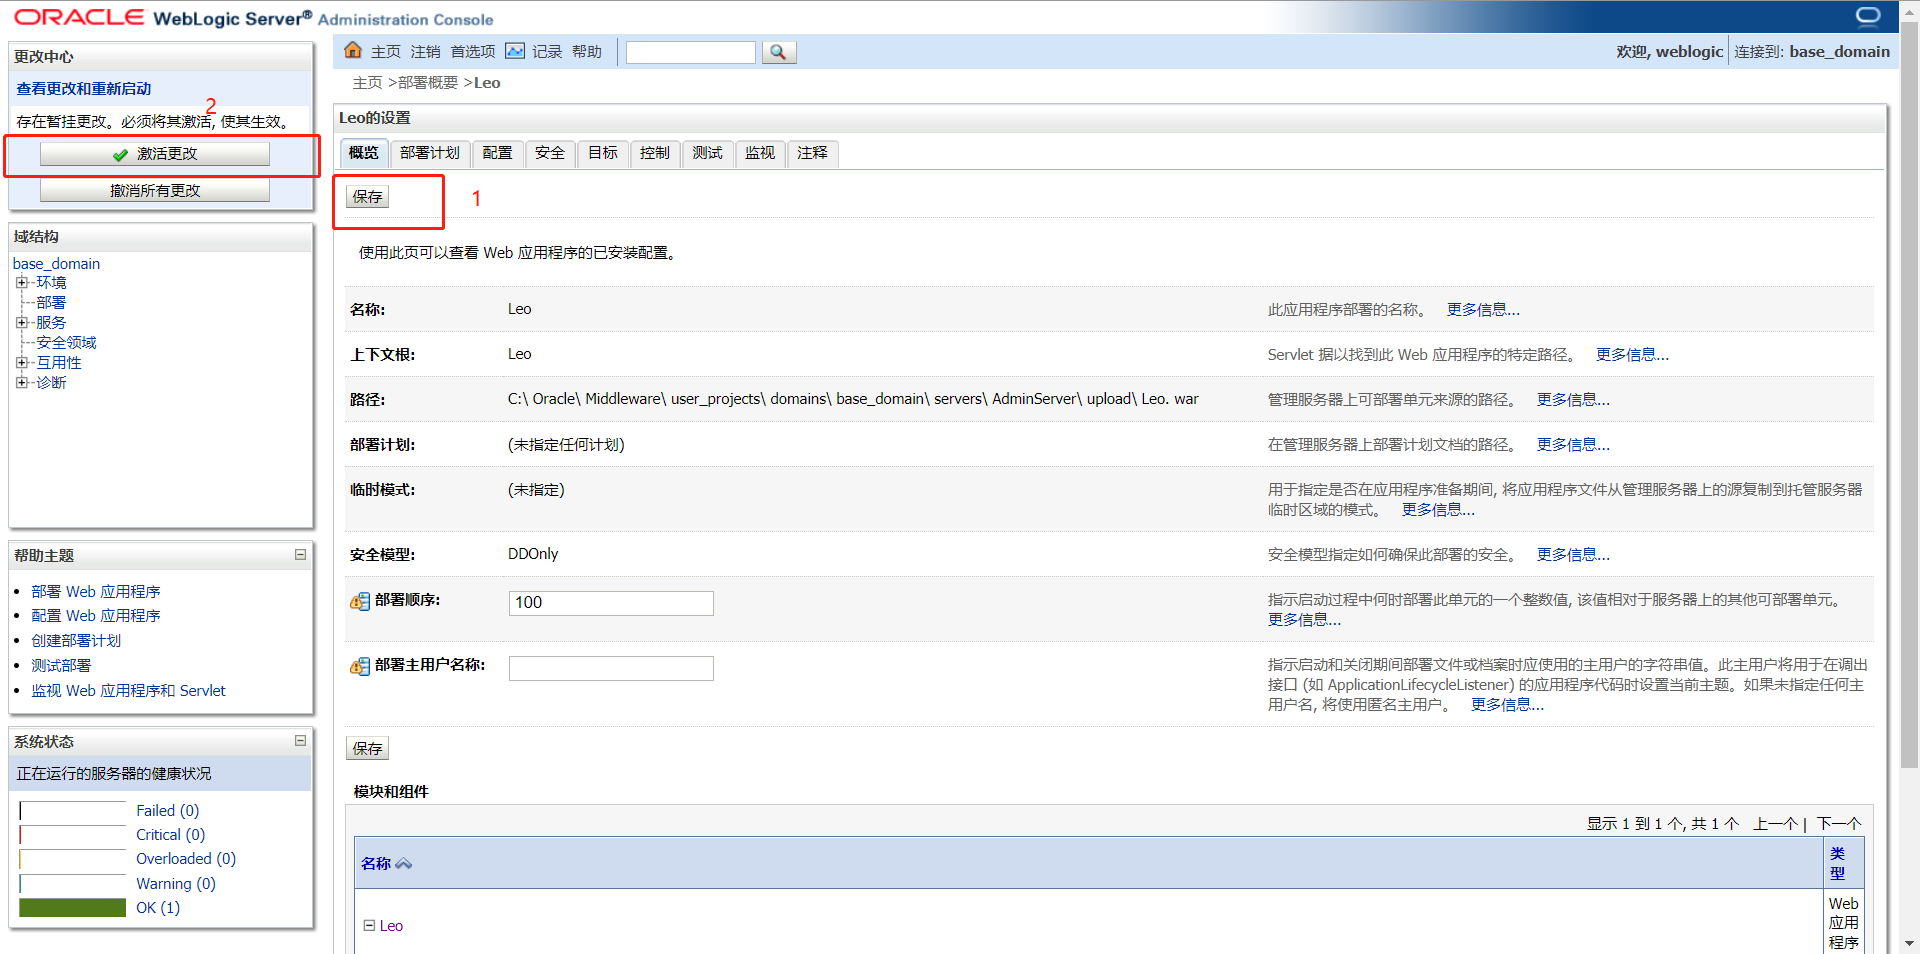 ORACLE WebLogic Server® Administration Console
更改中心
查看更改和重新启动
2
存在暂挂更改。必须将其激活, 使其生效。
激活更改
撤消所有更改
域结构
base_domain
环境
部署
服务
安全领域
互用性
诊断
帮助主题
部署 Web 应用程序
配置 Web 应用程序
创建部署计划
测试部署
监视 Web 应用程序和 Servlet
系统状态
正在运行的服务器的健康状况
Failed (0)
Critical (0)
Overloaded (0)
Warning (0)
OK (1)
主页 注销 首选项 记录 帮助
欢迎, weblogic 连接到: base_domain
主页 >部署概要 >Leo
Leo的设置
概览 部署计划 配置 安全 目标 控制 测试 监视 注释
保存 1
使用此页可以查看 Web 应用程序的已安装配置。
名称: Leo 此应用程序部署的名称。 更多信息...
上下文根: Leo Servlet 据以找到此 Web 应用程序的特定路径。 更多信息...
路径: C:\ Oracle\ Middleware\ user_projects\ domains\ base_domain\ servers\ AdminServer\ upload\ Leo. war 管理服务器上可部署单元来源的路径。 更多信息...
部署计划: (未指定任何计划) 在管理服务器上部署计划文档的路径。 更多信息...
临时模式: (未指定) 用于指定是否在应用程序准备期间, 将应用程序文件从管理服务器上的源复制到托管服务器
临时区域的模式。 更多信息...
安全模型: DDOnly 安全模型指定如何确保此部署的安全。 更多信息...
部署顺序: 100 指示启动过程中何时部署此单元的一个整数值, 该值相对于服务器上的其他可部署单元。
更多信息...
部署主用户名称: 指示启动和关闭期间部署文件或档案时应使用的主用户的字符串值。此主用户将用于在调出
接口 (如 ApplicationLifecycleListener) 的应用程序代码时设置当前主题。如果未指定任何主
用户名, 将使用匿名主用户。 更多信息...
保存
模块和组件
显示 1 到 1 个, 共 1 个 上一个 | 下一个
名称 类
型
Leo Web
应用
程序